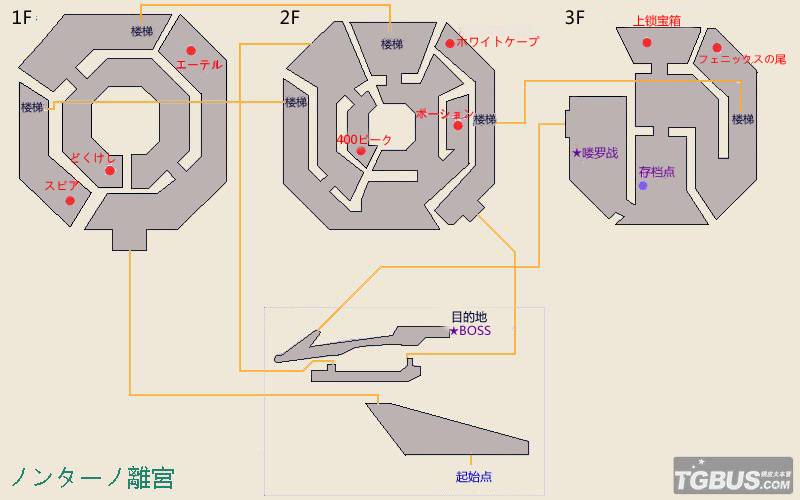 1F
楼梯
エーテル
楼梯
どくけし
スピア
2F
楼梯
ホワイトケープ
楼梯
ポーション
楼梯
400ピーク
3F
上锁宝箱
フェニックスの尾
楼梯
★喽罗战
存档点
目的地
★BOSS
起始点
ノンターノ離宮
TGBUS.COM